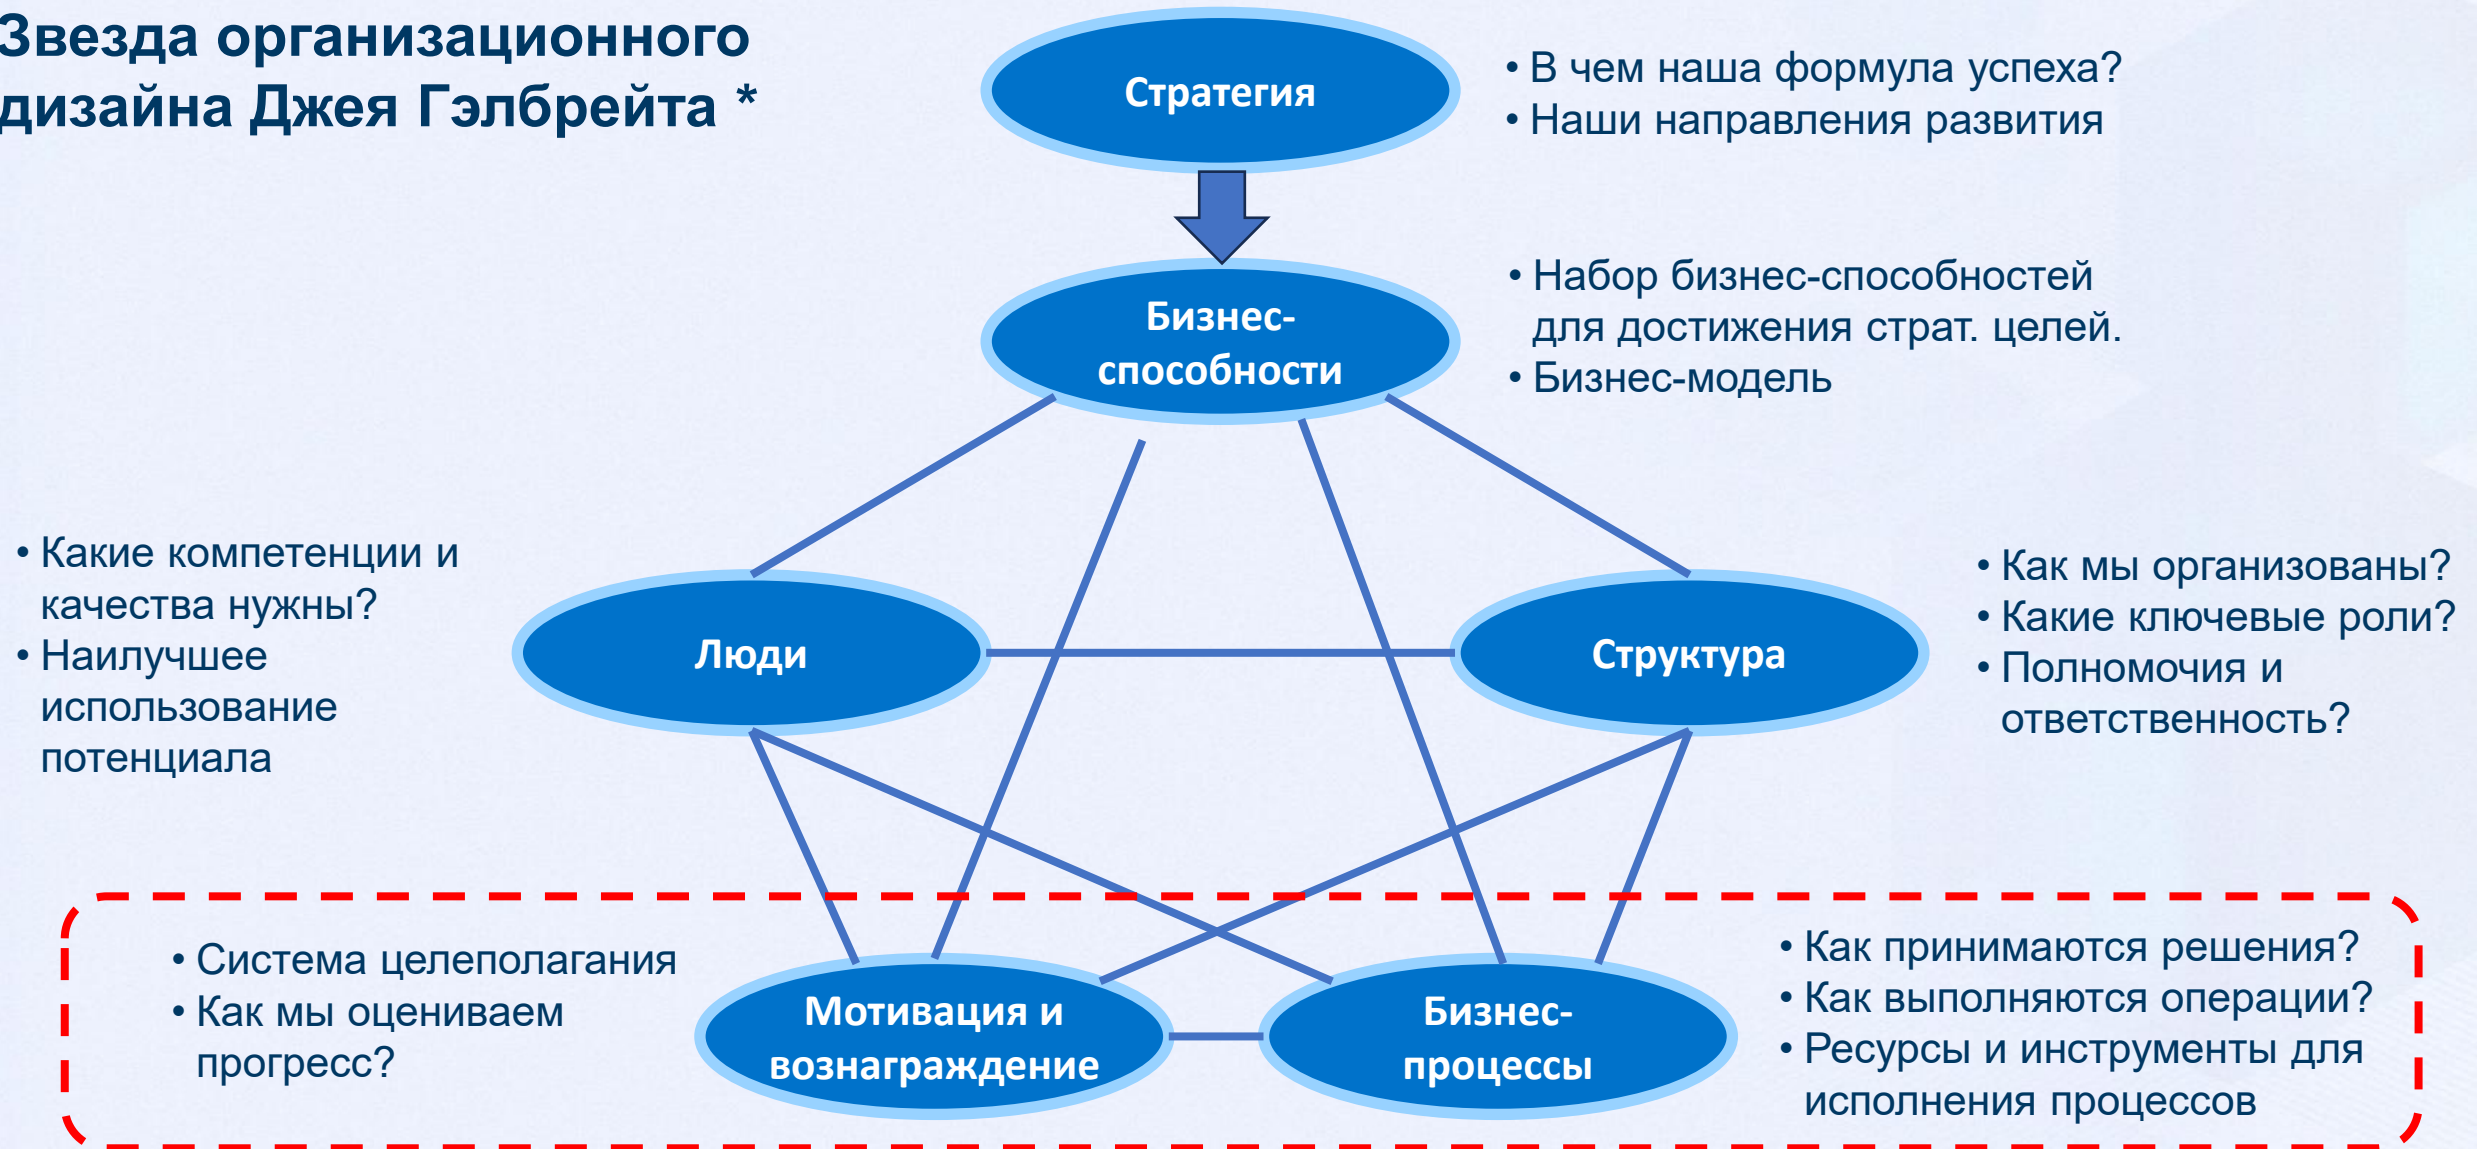 Звезда организационного
дизайна Джея Гэлбрейта *
Стратегия
• В чем наша формула успеха?
• Наши направления развития
Бизнес-
способности
• Набор бизнес-способностей
для достижения страт. целей.
• Бизнес-модель
• Какие компетенции и
качества нужны?
• Наилучшее
использование
потенциала
Люди
Структура
• Как мы организованы?
• Какие ключевые роли?
• Полномочия и
ответственность?
• Система целеполагания
• Как мы оцениваем
прогресс?
Мотивация и
вознаграждение
Бизнес-
процессы
• Как принимаются решения?
• Как выполняются операции?
• Ресурсы и инструменты для
исполнения процессов